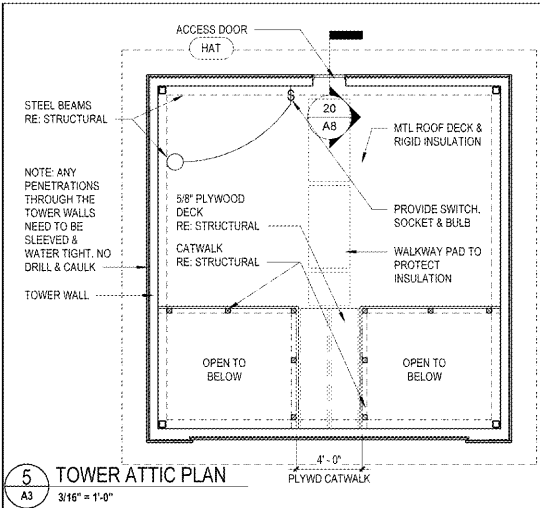 ACCESS DOOR
HAT
STEEL BEAMS
RE: STRUCTURAL
$
20
A8
MTL ROOF DECK &
RIGID INSULATION
NOTE: ANY
PENETRATIONS
THROUGH THE
TOWER WALLS
NEED TO BE
SLEEVED &
WATER TIGHT. NO
DRILL & CAULK
5/8" PLYWOOD
DECK
RE: STRUCTURAL
PROVIDE SWITCH,
SOCKET & BULB
CATWALK
RE: STRUCTURAL
WALKWAY PAD TO
PROTECT
INSULATION
TOWER WALL
OPEN TO
BELOW
OPEN TO
BELOW
4' - 0"
PLYWD CATWALK
5
A3
TOWER ATTIC PLAN
3/16" = 1'-0"